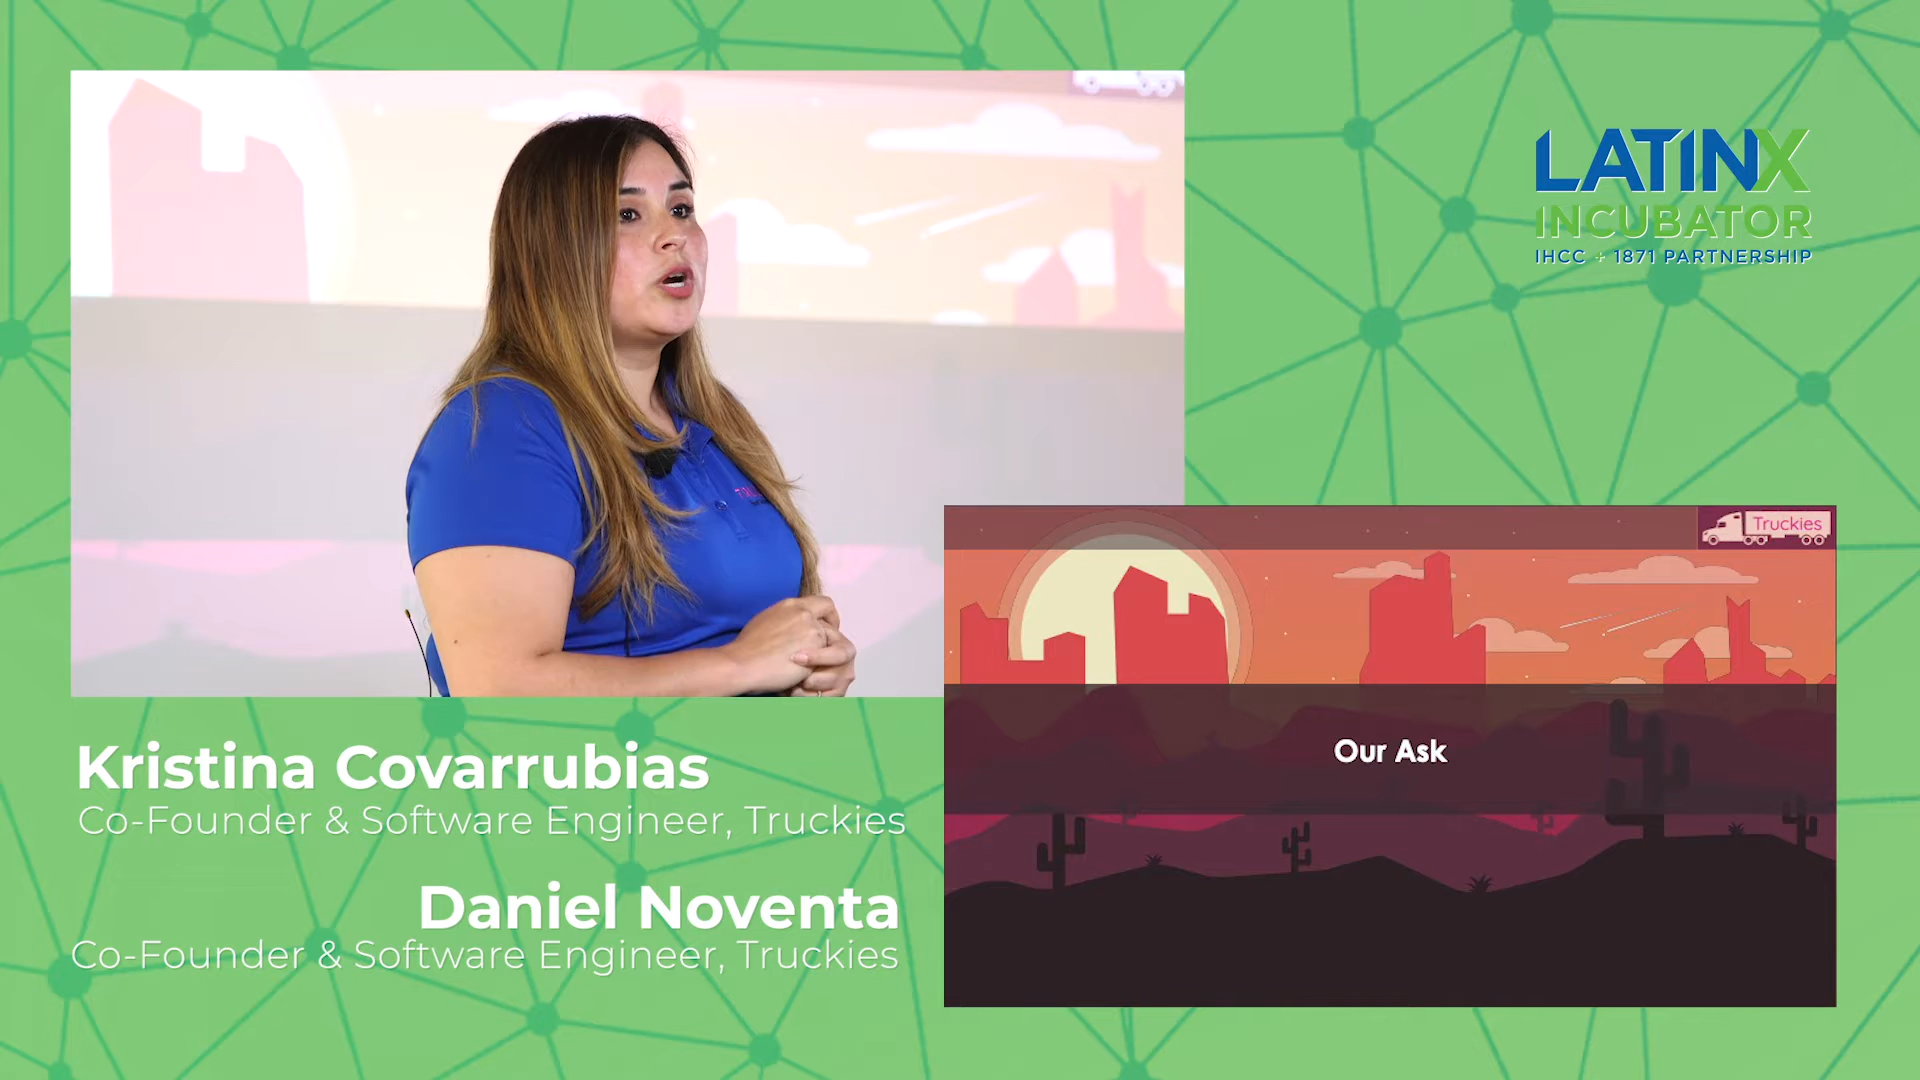 LATINX
INCUBATOR
IHCC + 1871 PARTNERSHIP
Truckies
Our Ask
Kristina Covarrubias
Co-Founder & Software Engineer, Truckies
Daniel Noventa
Co-Founder & Software Engineer, Truckies